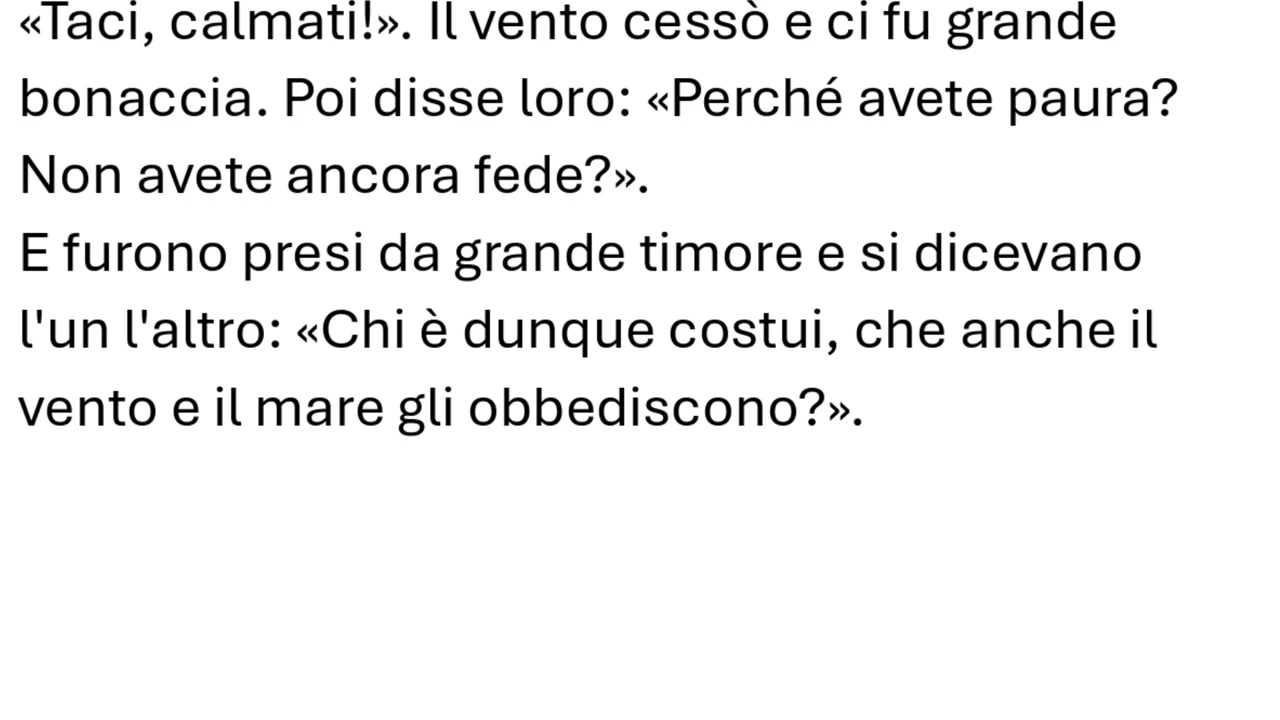 «Taci, calmati!». Il vento cessò e ci fu grande
bonaccia. Poi disse loro: «Perché avete paura?
Non avete ancora fede?».
E furono presi da grande timore e si dicevano
l'un l'altro: «Chi è dunque costui, che anche il
vento e il mare gli obbediscono?».